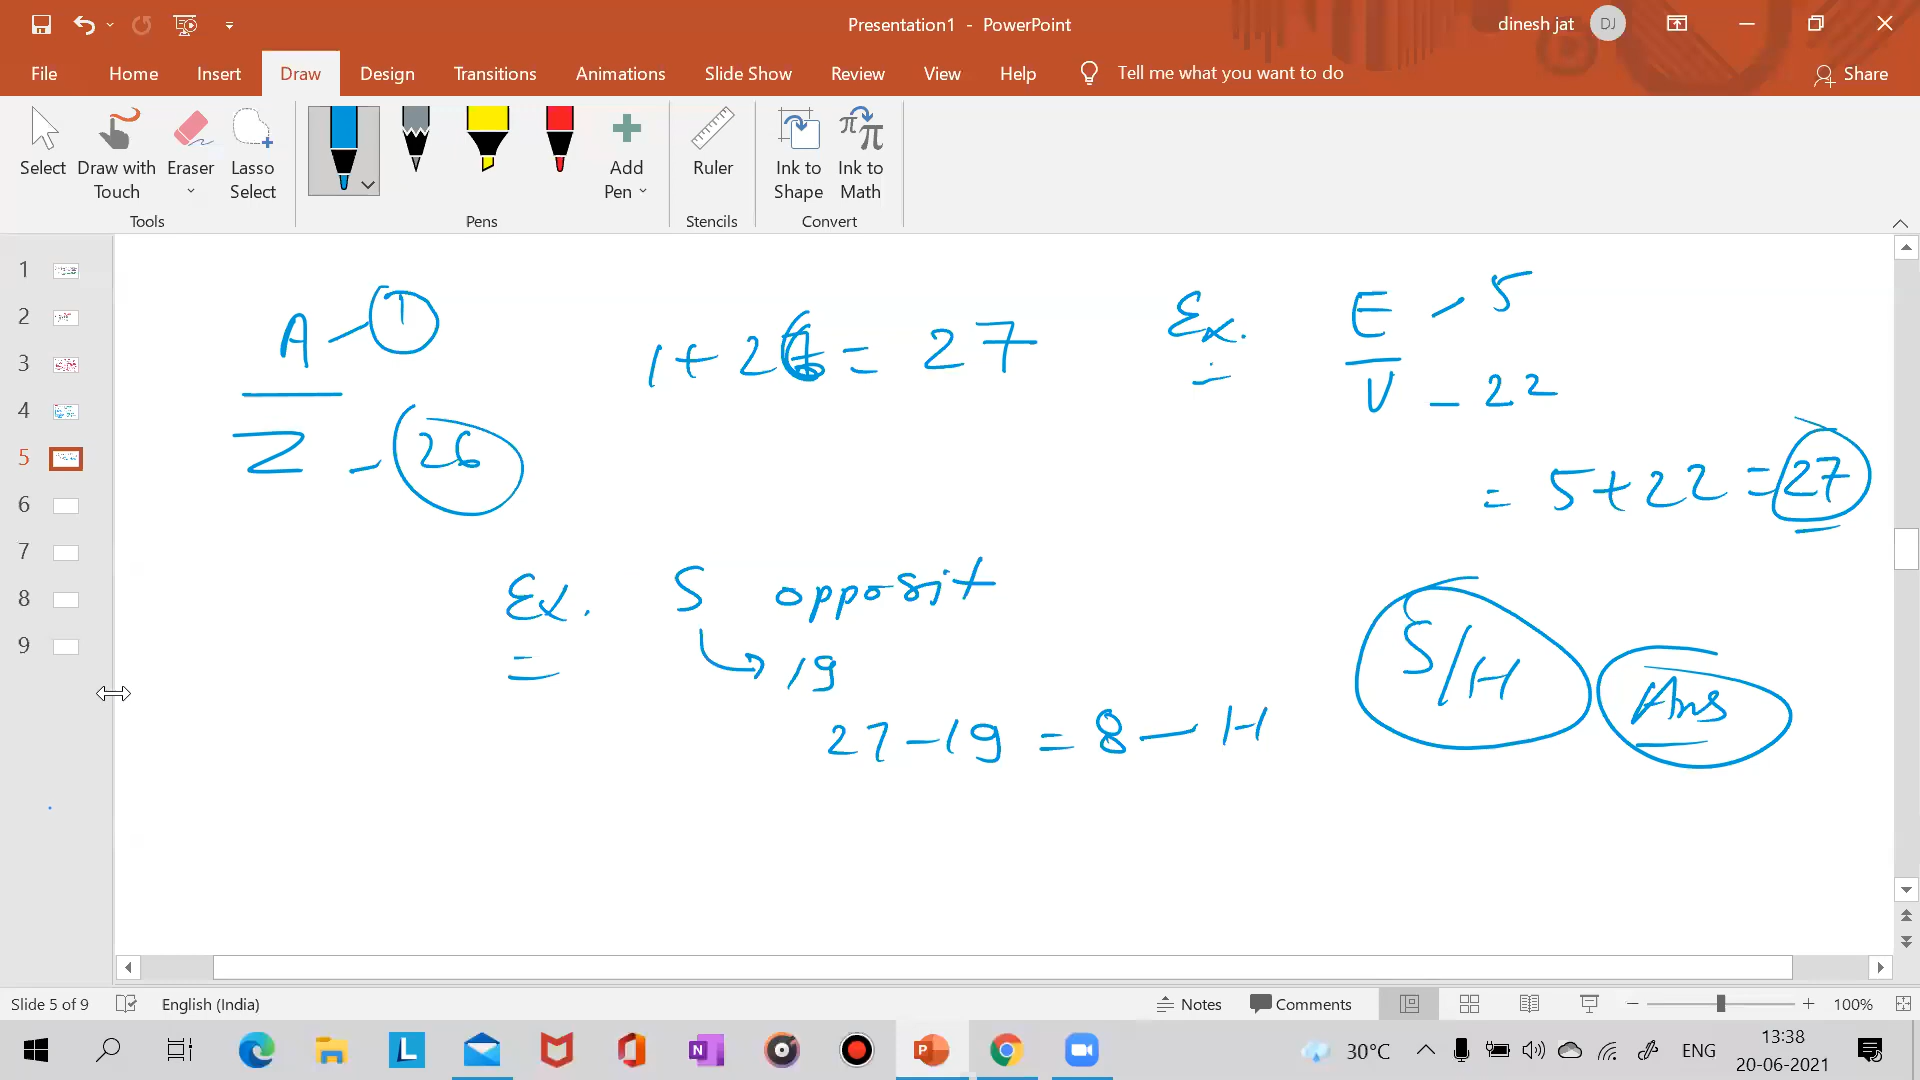 Presentation1 - PowerPoint
dinesh jat
DJ
File Home Insert Draw Design Transitions Animations Slide Show Review View Help Tell me what you want to do Share
Select
Draw with Touch
Eraser
Lasso Select
Add Pen
Ruler
Ink to Shape
Ink to Math
Tools
Pens
Stencils
Convert
1
2
3
4
5
6
7
8
9
A - 1
Z - 26
1 + 26 = 27
Ex.
E - 5
V - 22
= 5+22 = 27
Ex. S opposit
19
27-19 = 8 - H
S/H
Ans
Slide 5 of 9
English (India)
Notes
Comments
100%
30°C
ENG
13:38
20-06-2021